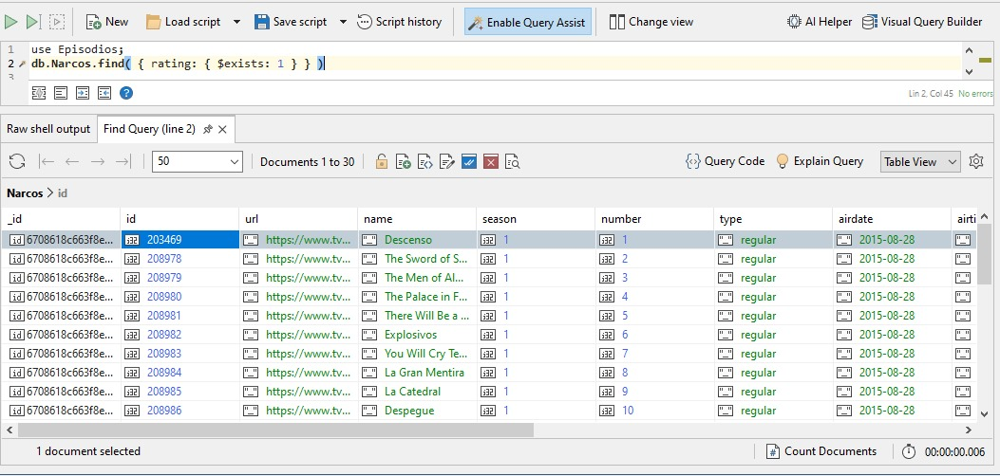 New Load script Save script Script history Enable Query Assist Change view AI Helper Visual Query Builder
1 use Episodios;
2 db.Narcos.find( { rating: { $exists: 1 } } )
3
Lin 2, Col 45 No errors
Raw shell output Find Query (line 2)
50 Documents 1 to 30 Query Code Explain Query Table View
Narcos > id
_id id url name season number type airdate airti
6708618c663f8e... 203469 https://www.tv... Descenso 1 1 regular 2015-08-28
6708618c663f8e... 208978 https://www.tv... The Sword of S... 1 2 regular 2015-08-28
6708618c663f8e... 208979 https://www.tv... The Men of Al... 1 3 regular 2015-08-28
6708618c663f8e... 208980 https://www.tv... The Palace in F... 1 4 regular 2015-08-28
6708618c663f8e... 208981 https://www.tv... There Will Be a ... 1 5 regular 2015-08-28
6708618c663f8e... 208982 https://www.tv... Explosivos 1 6 regular 2015-08-28
6708618c663f8e... 208983 https://www.tv... You Will Cry Te... 1 7 regular 2015-08-28
6708618c663f8e... 208984 https://www.tv... La Gran Mentira 1 8 regular 2015-08-28
6708618c663f8e... 208985 https://www.tv... La Catedral 1 9 regular 2015-08-28
6708618c663f8e... 208986 https://www.tv... Despegue 1 10 regular 2015-08-28
1 document selected Count Documents 00:00:00.006